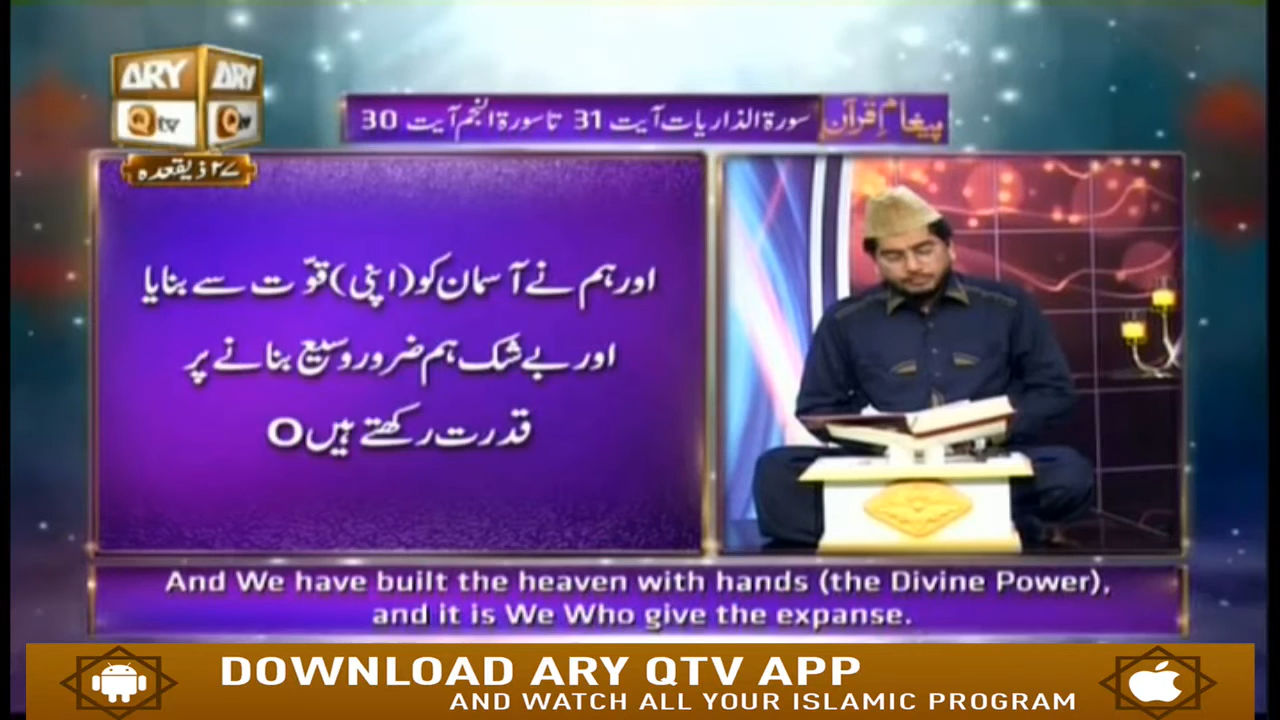 ARY ARY
Qtv Qtv
۲۷ ذیقعدہ
پیغامِ قرآن سورۃ الذاریات آیت 31 تا سورۃ النجم آیت 30
اور ہم نے آسمان کو (اپنی) قوّت سے بنایا
اور بے شک ہم ضرور وسیع بنانے پر
قدرت رکھتے ہیں O
And We have built the heaven with hands (the Divine Power),
and it is We Who give the expanse.
DOWNLOAD ARY QTV APP
AND WATCH ALL YOUR ISLAMIC PROGRAM